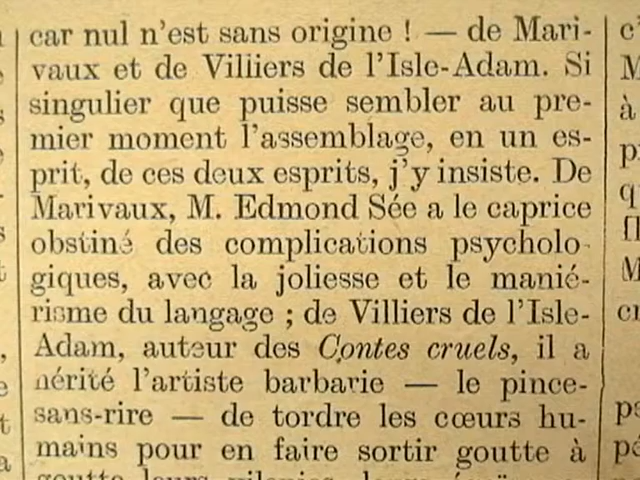 car nul n'est sans origine ! — de Mari-
vaux et de Villiers de l'Isle-Adam. Si
singulier que puisse sembler au pre-
mier moment l'assemblage, en un es-
prit, de ces deux esprits, j'y insiste. De
Marivaux, M. Edmond Sée a le caprice
obstiné des complications psycholo-
giques, avec la joliesse et le manié-
risme du langage ; de Villiers de l'Isle-
Adam, auteur des Contes cruels, il a
hérité l'artiste barbarie — le pince-
sans-rire — de tordre les cœurs hu-
mains pour en faire sortir goutte à
goutte leurs vilenies, leurs